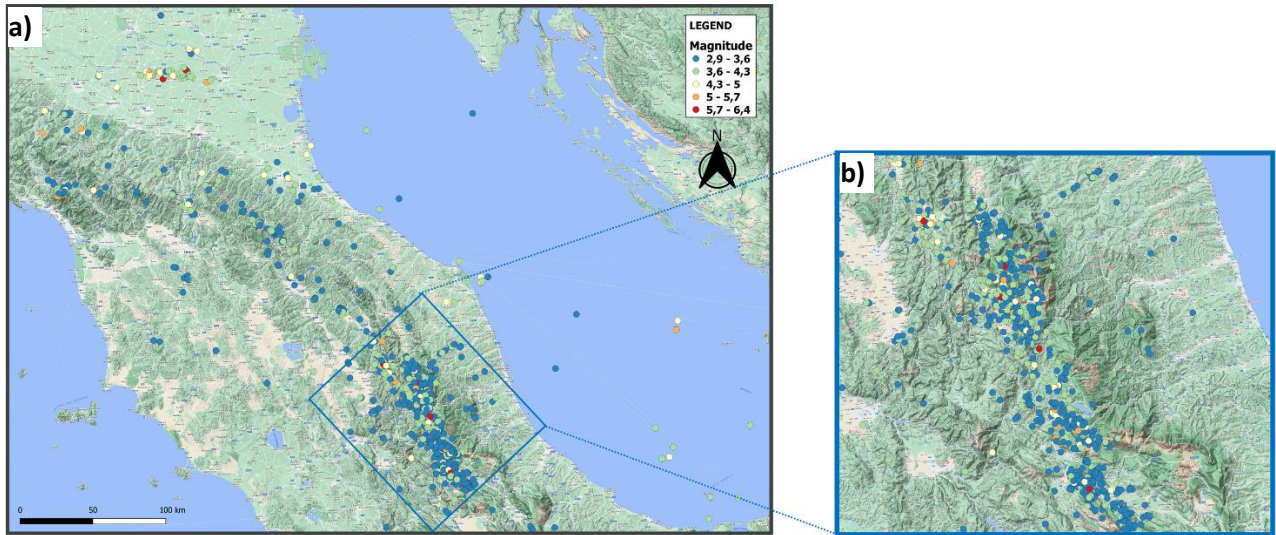 a)
LEGEND
Magnitude
2,9 - 3,6
3,6 - 4,3
4,3 - 5
5 - 5,7
5,7 - 6,4
N
b)
0 50 100 km